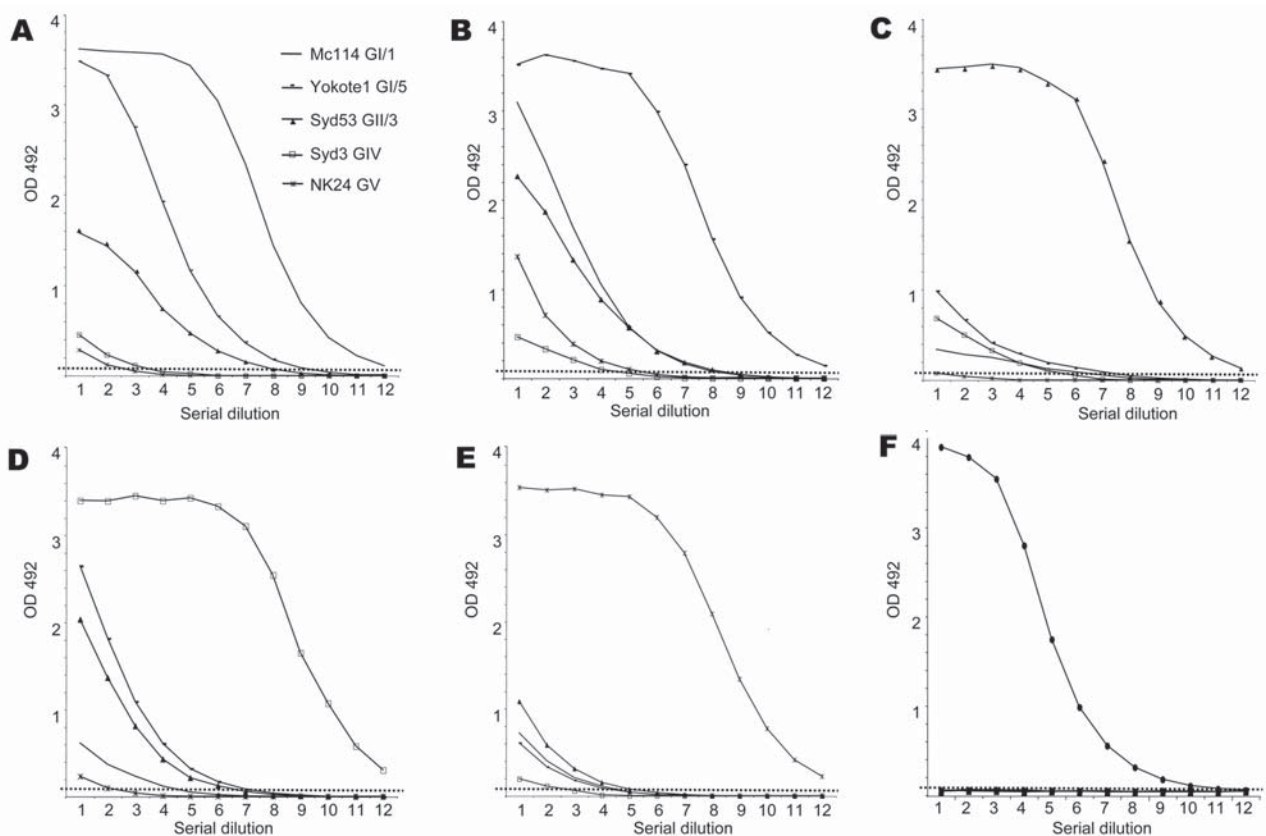 A
4
3
2
1
OD 492
Mc114 GI/1
Yokote1 GI/5
Syd53 GII/3
Syd3 GIV
NK24 GV
1 2 3 4 5 6 7 8 9 10 11 12
Serial dilution
B
4
3
2
1
OD 492
1 2 3 4 5 6 7 8 9 10 11 12
Serial dilution
C
4
3
2
1
OD 492
1 2 3 4 5 6 7 8 9 10 11 12
Serial dilution
D
4
3
2
1
OD 492
1 2 3 4 5 6 7 8 9 10 11 12
Serial dilution
E
4
3
2
1
OD 492
1 2 3 4 5 6 7 8 9 10 11 12
Serial dilution
F
4
3
2
1
OD 492
1 2 3 4 5 6 7 8 9 10 11 12
Serial dilution